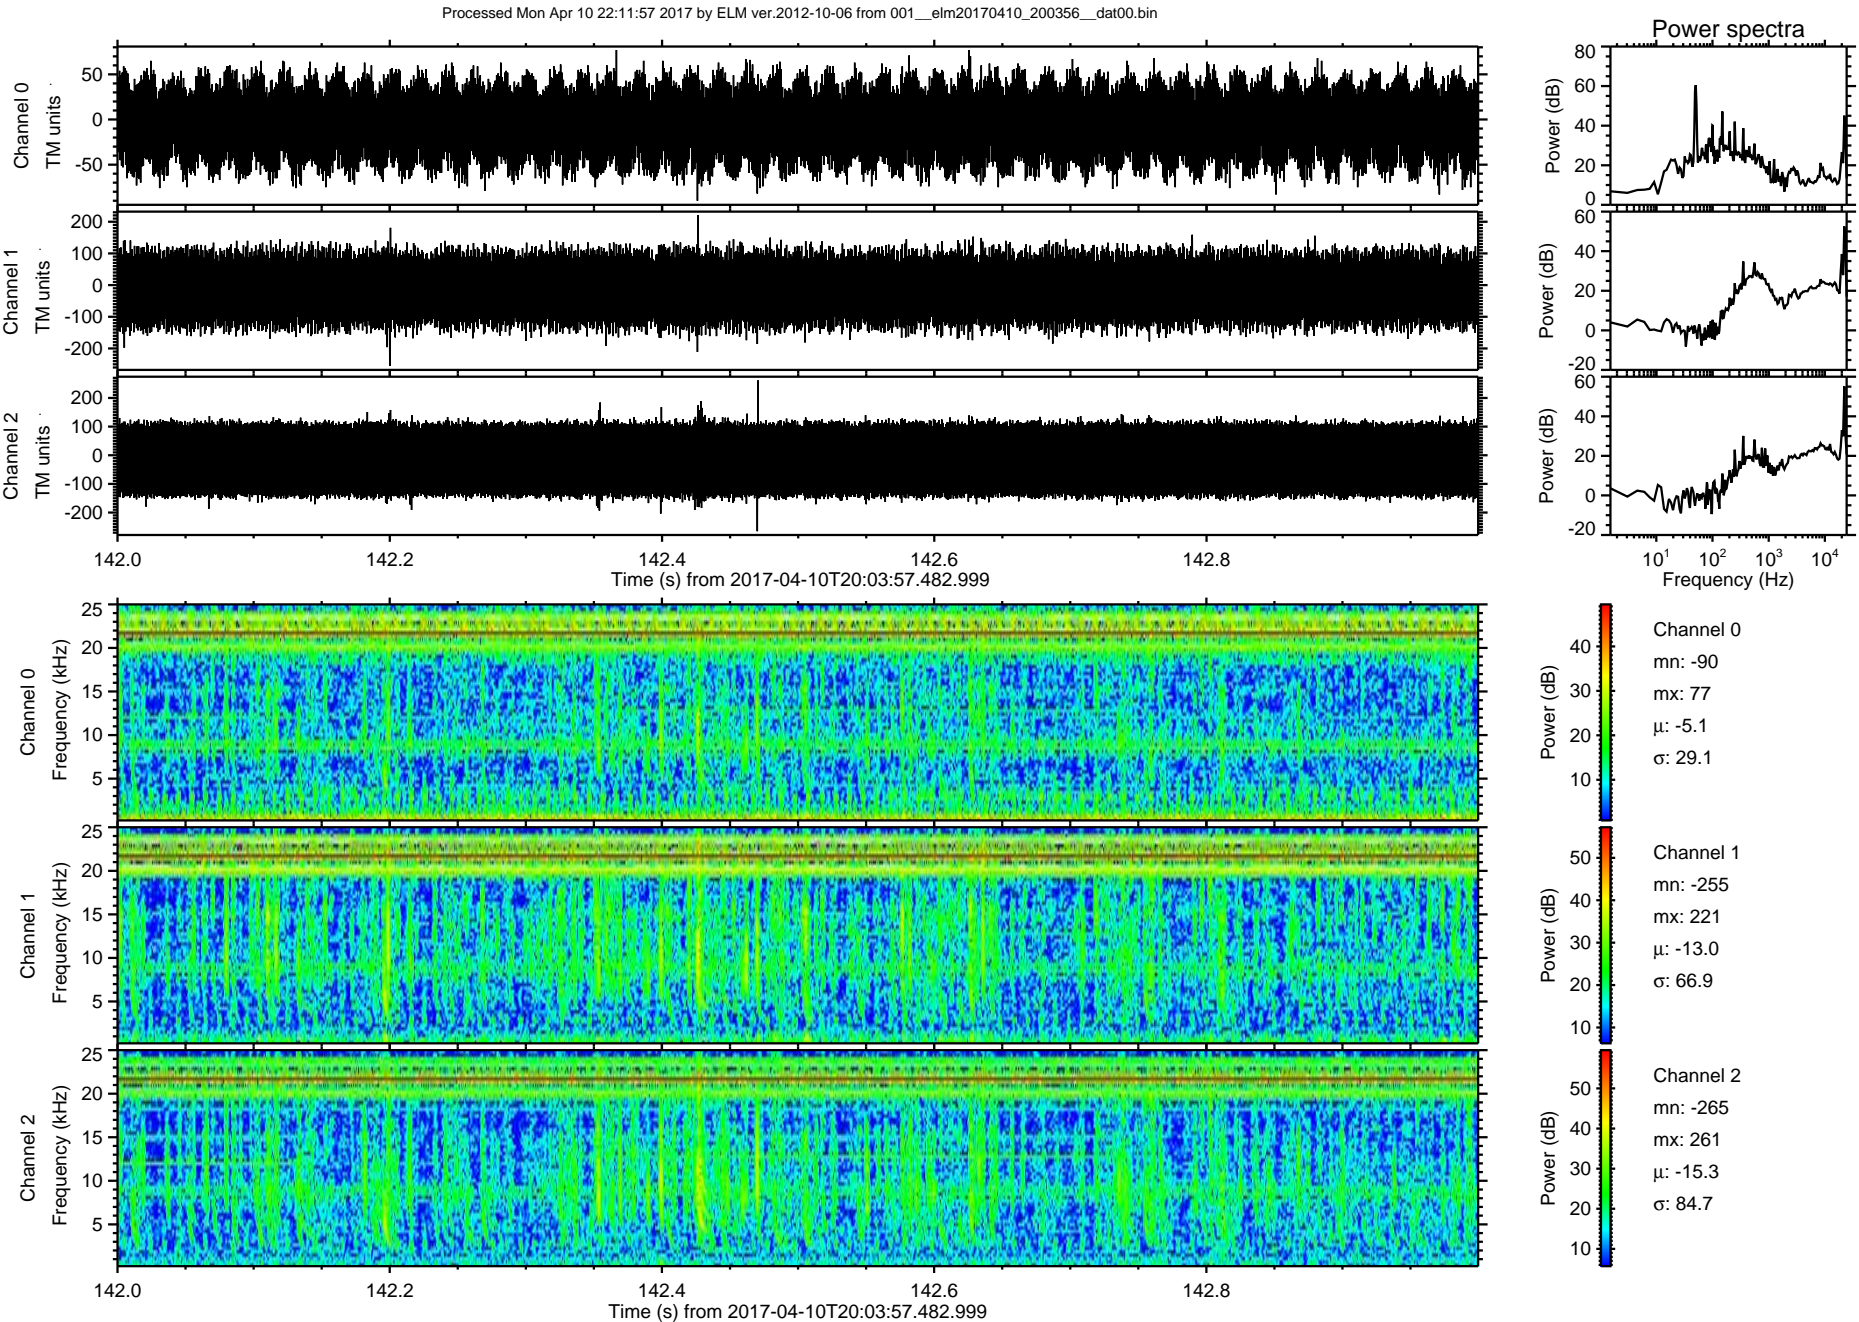 Processed Mon Apr 10 22:11:57 2017 by ELM ver.2012-10-06 from 001__elm20170410_200356__dat00.bin
Power spectra
Channel 0
TM units
50
0
-50
Power (dB)
80
60
40
20
0
Channel 1
TM units
200
100
0
-100
-200
Power (dB)
60
40
20
0
-20
Channel 2
TM units
200
100
0
-100
-200
Power (dB)
60
40
20
0
-20
142.0 142.2 142.4 142.6 142.8
Time (s) from 2017-04-10T20:03:57.482.999
10^1 10^2 10^3 10^4
Frequency (Hz)
Channel 0
Frequency (kHz)
25
20
15
10
5
Power (dB)
40
30
20
10
Channel 0
mn: -90
mx: 77
μ: -5.1
σ: 29.1
Channel 1
Frequency (kHz)
25
20
15
10
5
Power (dB)
50
40
30
20
10
Channel 1
mn: -255
mx: 221
μ: -13.0
σ: 66.9
Channel 2
Frequency (kHz)
25
20
15
10
5
Power (dB)
50
40
30
20
10
Channel 2
mn: -265
mx: 261
μ: -15.3
σ: 84.7
142.0 142.2 142.4 142.6 142.8
Time (s) from 2017-04-10T20:03:57.482.999